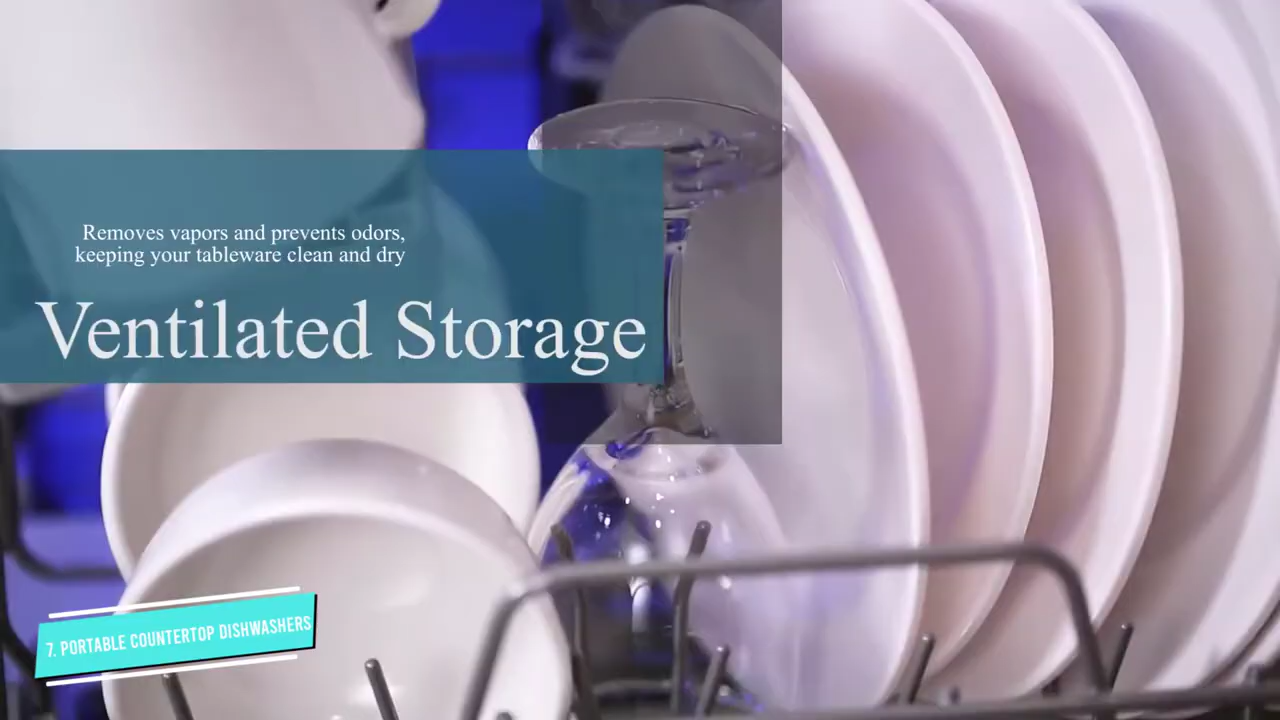 Removes vapors and prevents odors,
keeping your tableware clean and dry
Ventilated Storage
7. PORTABLE COUNTERTOP DISHWASHERS